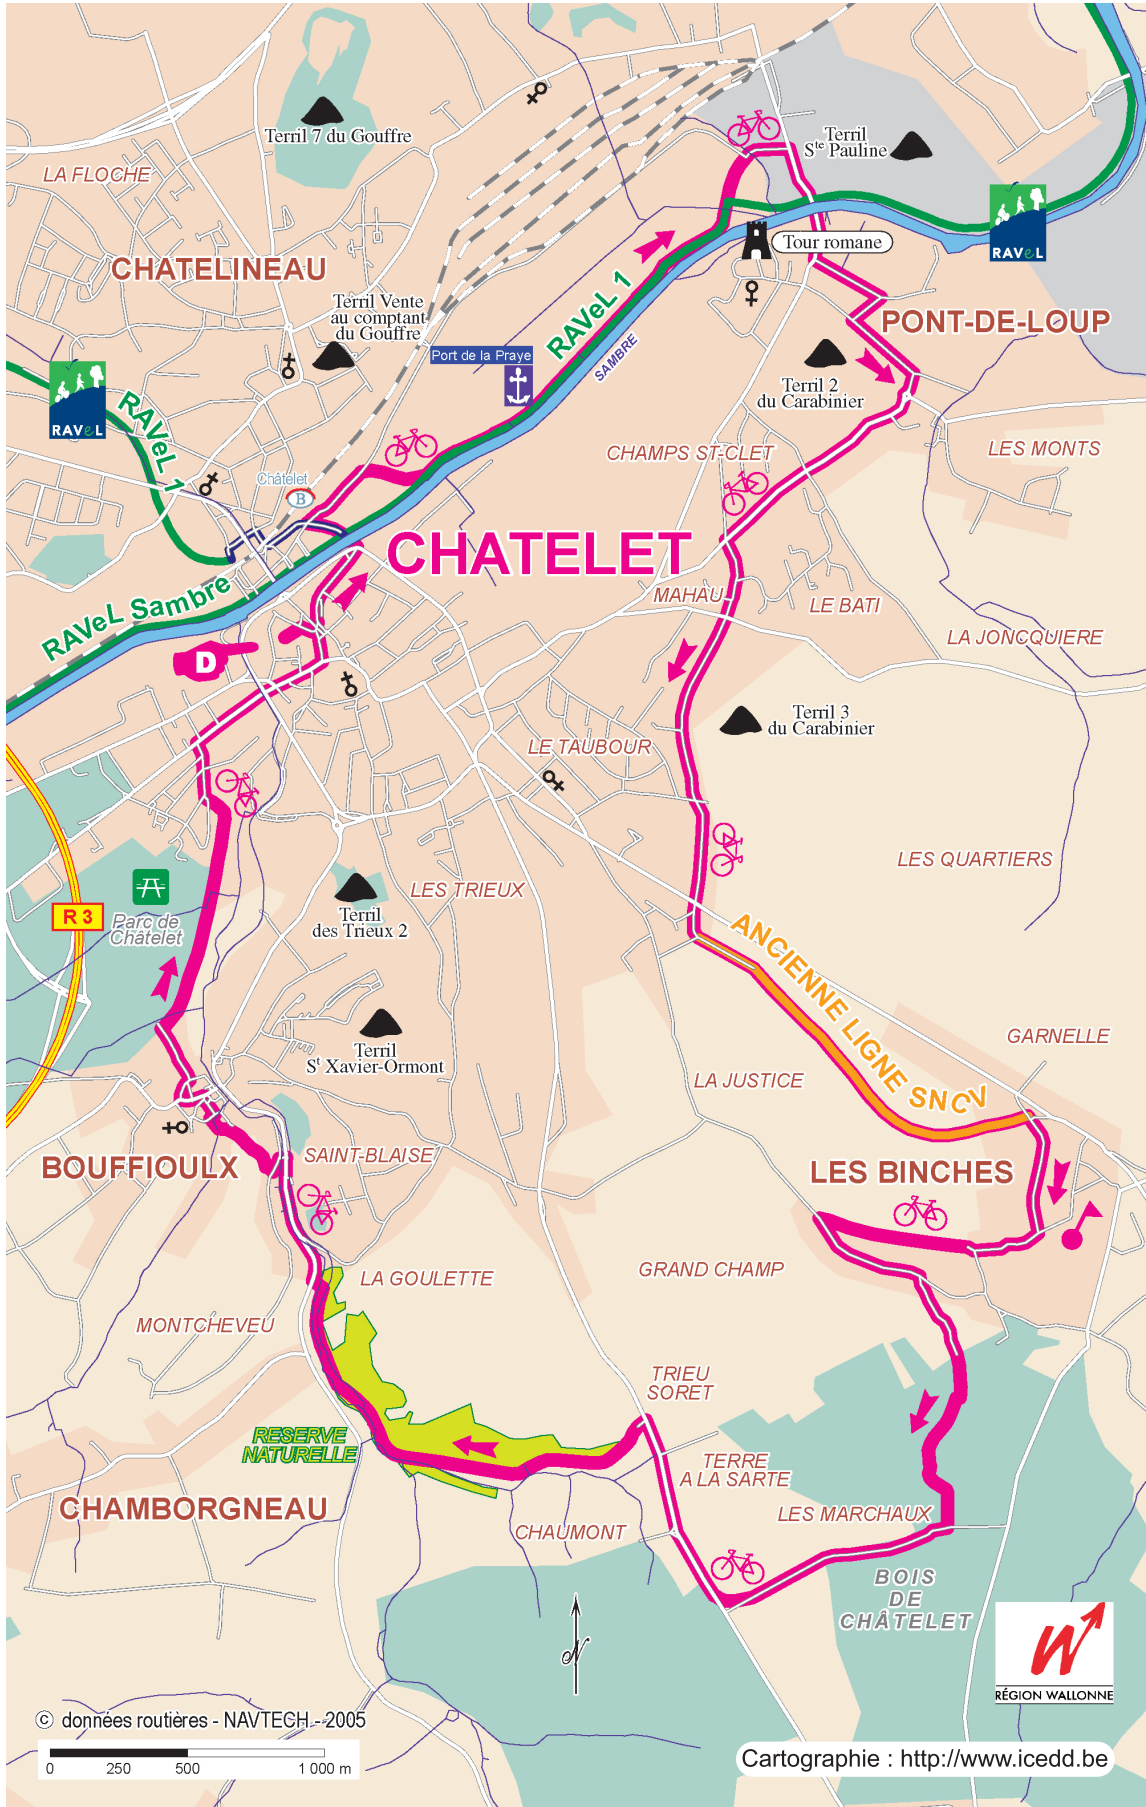 Terril 7 du Gouffre
Terril
Ste Pauline
LA FLOCHE
Tour romane
RAVeL
CHATELINEAU
Terril Vente
au comptant
du Gouffre
RAVeL 1
PONT-DE-LOUP
SAMBRE
Port de la Praye
Terril 2
du Carabinier
RAVeL
RAVeL 1
CHAMPS ST-CLET
LES MONTS
Châtelet
B
CHATELET
RAVeL Sambre
MAHAU
LE BATI
LA JONCQUIERE
D
Terril 3
du Carabinier
LE TAUBOUR
LES QUARTIERS
LES TRIEUX
R 3
Parc de
Châtelet
Terril
des Trieux 2
ANCIENNE LIGNE SNCV
GARNELLE
Terril
St Xavier-Ormont
LA JUSTICE
BOUFFIOULX
SAINT-BLAISE
LES BINCHES
LA GOULETTE
GRAND CHAMP
MONTCHEVEU
TRIEU
SORET
RESERVE
NATURELLE
TERRE
A LA SARTE
CHAMBORGNEAU
LES MARCHAUX
CHAUMONT
BOIS
DE
CHÂTELET
N
W
RÉGION WALLONNE
© données routières - NAVTECH - 2005
0 250 500 1 000 m
Cartographie : http://www.icedd.be